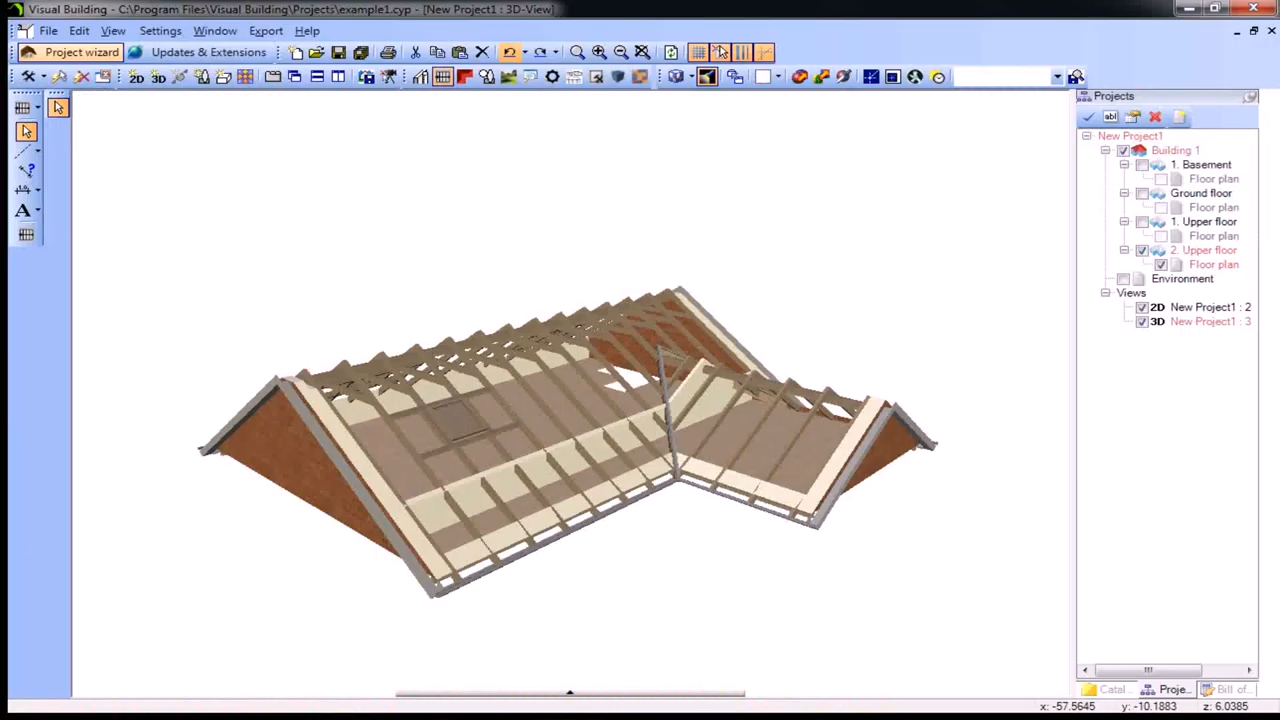 Visual Building - C:\Program Files\Visual Building\Projects\example1.cyp - [New Project1 : 3D-View]
File Edit View Settings Window Export Help
Project wizard Updates & Extensions
2D 3D
Projects
abl
New Project1
Building 1
1. Basement
Floor plan
Ground floor
Floor plan
1. Upper floor
Floor plan
2. Upper floor
Floor plan
Environment
Views
2D New Project1 : 2
3D New Project1 : 3
A
Catal... Proje... Bill of...
x: -57.5645 y: -10.1883 z: 6.0385